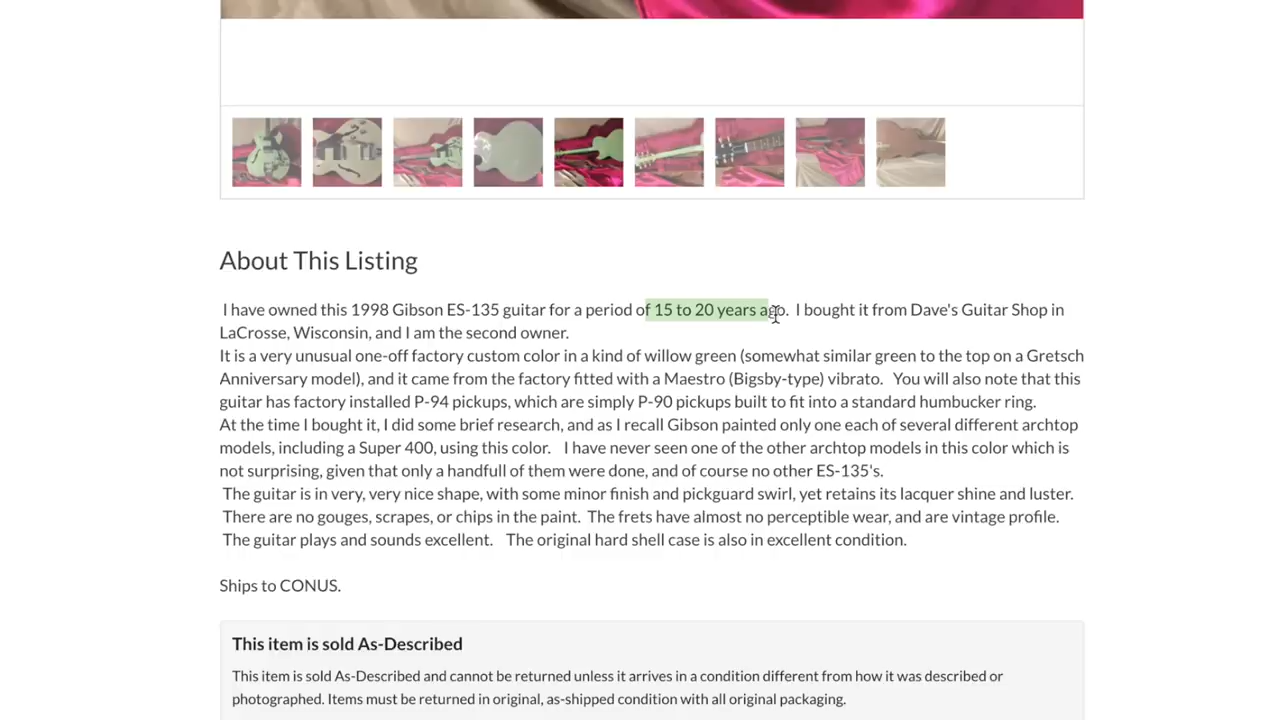 About This Listing
I have owned this 1998 Gibson ES-135 guitar for a period of 15 to 20 years ago. I bought it from Dave's Guitar Shop in
LaCrosse, Wisconsin, and I am the second owner.
It is a very unusual one-off factory custom color in a kind of willow green (somewhat similar green to the top on a Gretsch
Anniversary model), and it came from the factory fitted with a Maestro (Bigsby-type) vibrato. You will also note that this
guitar has factory installed P-94 pickups, which are simply P-90 pickups built to fit into a standard humbucker ring.
At the time I bought it, I did some brief research, and as I recall Gibson painted only one each of several different archtop
models, including a Super 400, using this color. I have never seen one of the other archtop models in this color which is
not surprising, given that only a handfull of them were done, and of course no other ES-135's.
The guitar is in very, very nice shape, with some minor finish and pickguard swirl, yet retains its lacquer shine and luster.
There are no gouges, scrapes, or chips in the paint. The frets have almost no perceptible wear, and are vintage profile.
The guitar plays and sounds excellent. The original hard shell case is also in excellent condition.
Ships to CONUS.
This item is sold As-Described
This item is sold As-Described and cannot be returned unless it arrives in a condition different from how it was described or
photographed. Items must be returned in original, as-shipped condition with all original packaging.